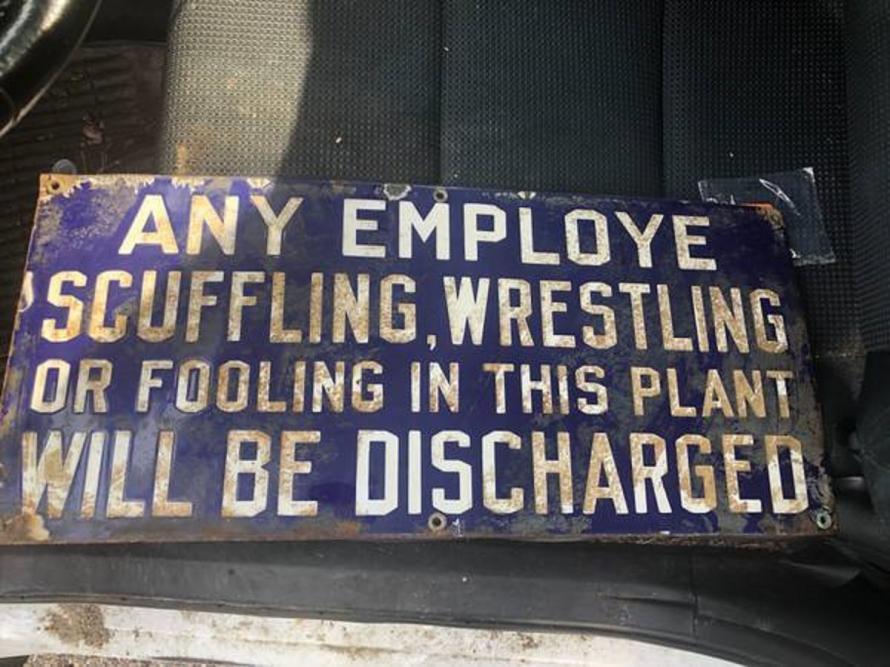 ANY EMPLOYE
SCUFFLING, WRESTLING
OR FOOLING IN THIS PLANT
WILL BE DISCHARGED